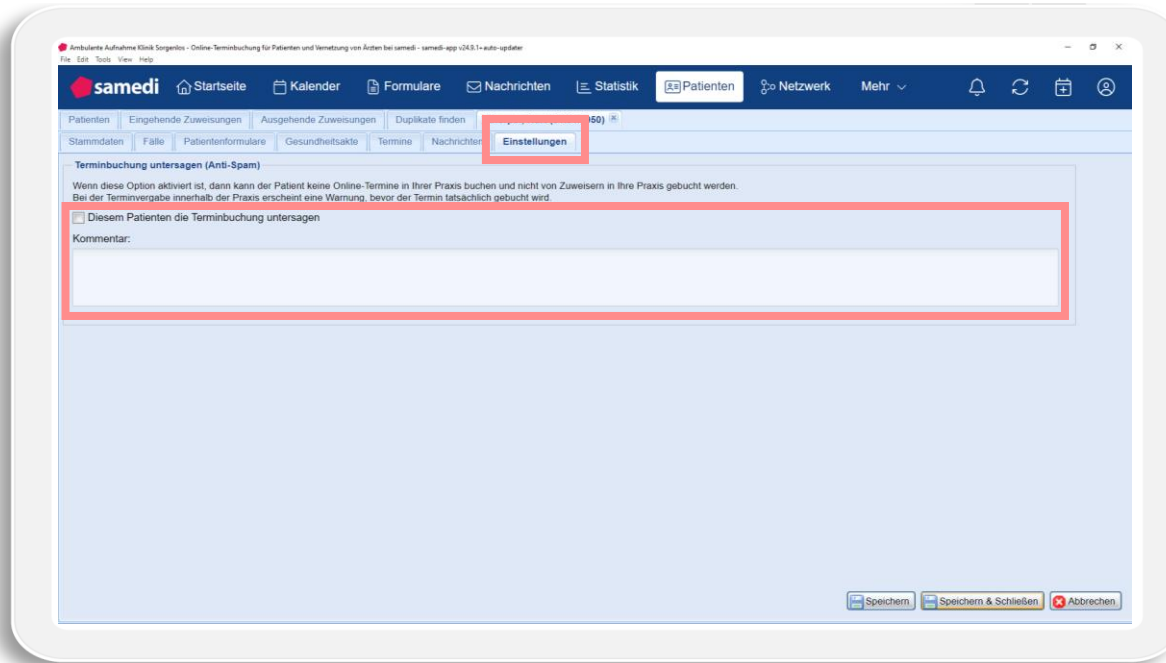 Ambulente Aufnahme Klinik Sorgenlos - Online-Terminbuchung für Patienten und Vernetzung von Ärzten bei samedi - samedi-app v24.9.1+auto-updater
File Edit Tools View Help
samedi Startseite Kalender Formulare Nachrichten Statistik Patienten Netzwerk Mehr
Patienten Eingehende Zuweisungen Ausgehende Zuweisungen Duplikate finden 050)
Stammdaten Fälle Patientenformulare Gesundheitsakte Termine Nachrichten Einstellungen
Terminbuchung untersagen (Anti-Spam)
Wenn diese Option aktiviert ist, dann kann der Patient keine Online-Termine in Ihrer Praxis buchen und nicht von Zuweisern in Ihre Praxis gebucht werden.
Bei der Terminvergabe innerhalb der Praxis erscheint eine Warnung, bevor der Termin tatsächlich gebucht wird.
Diesem Patienten die Terminbuchung untersagen
Kommentar:
Speichern Speichern & Schließen Abbrechen